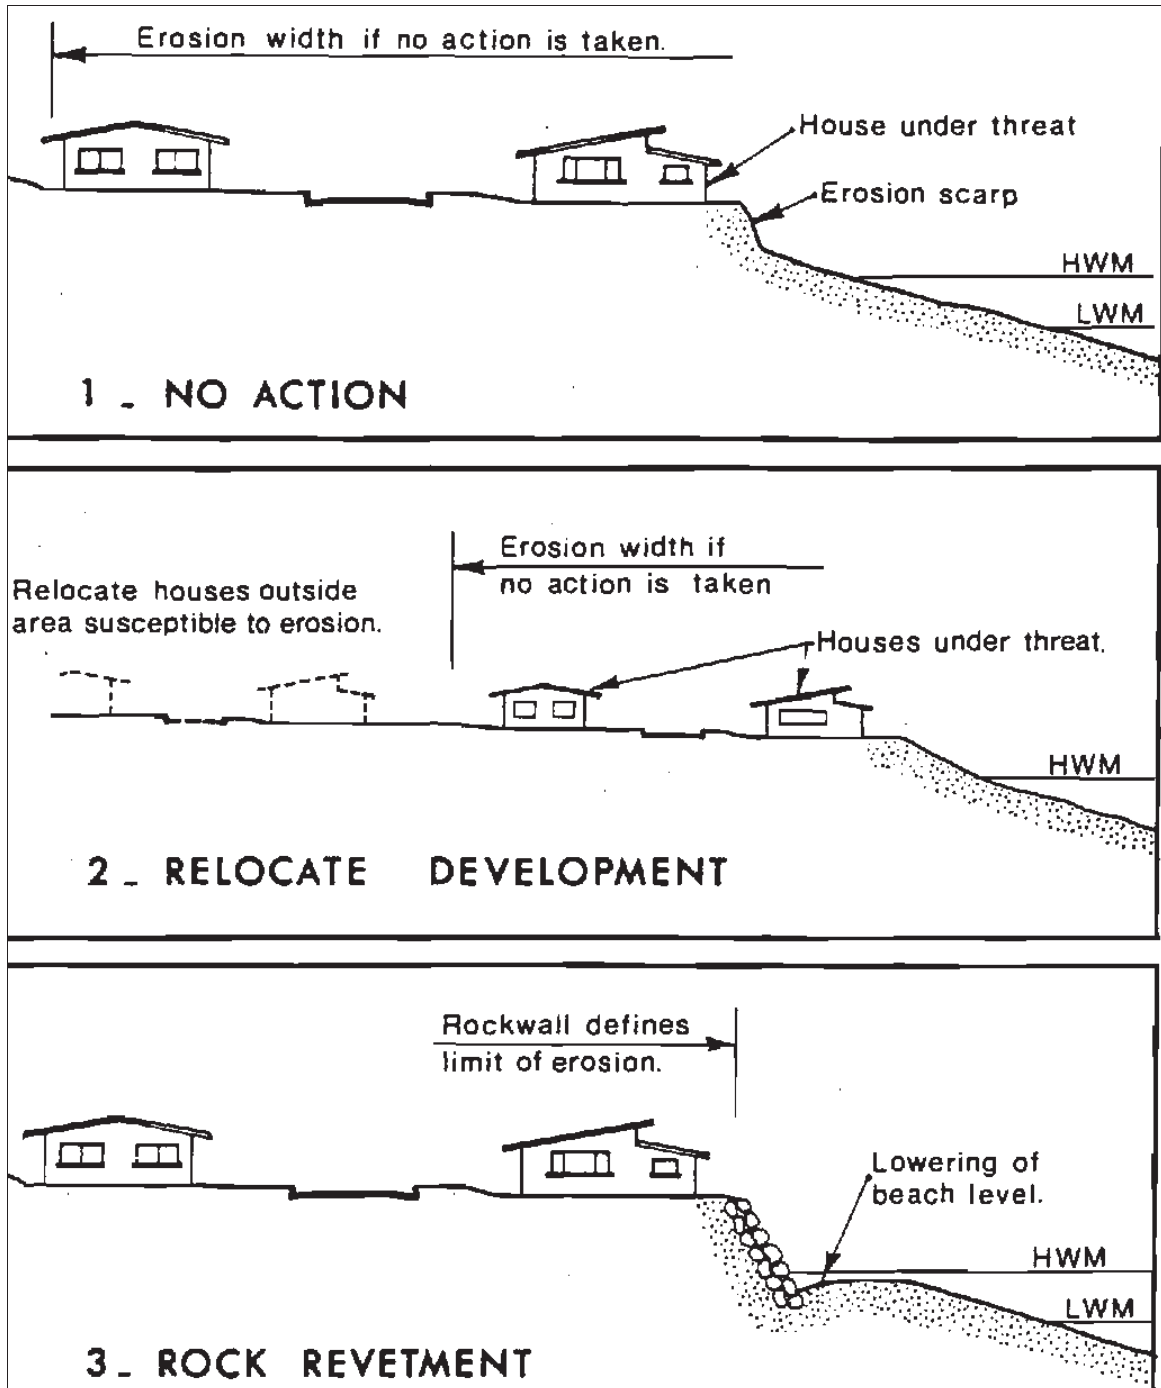 Erosion width if no action is taken.
House under threat
Erosion scarp
HWM
LWM
1 - NO ACTION
Erosion width if
no action is taken
Relocate houses outside
area susceptible to erosion.
Houses under threat.
HWM
2 - RELOCATE DEVELOPMENT
Rockwall defines
limit of erosion.
Lowering of
beach level.
HWM
LWM
3 - ROCK REVETMENT